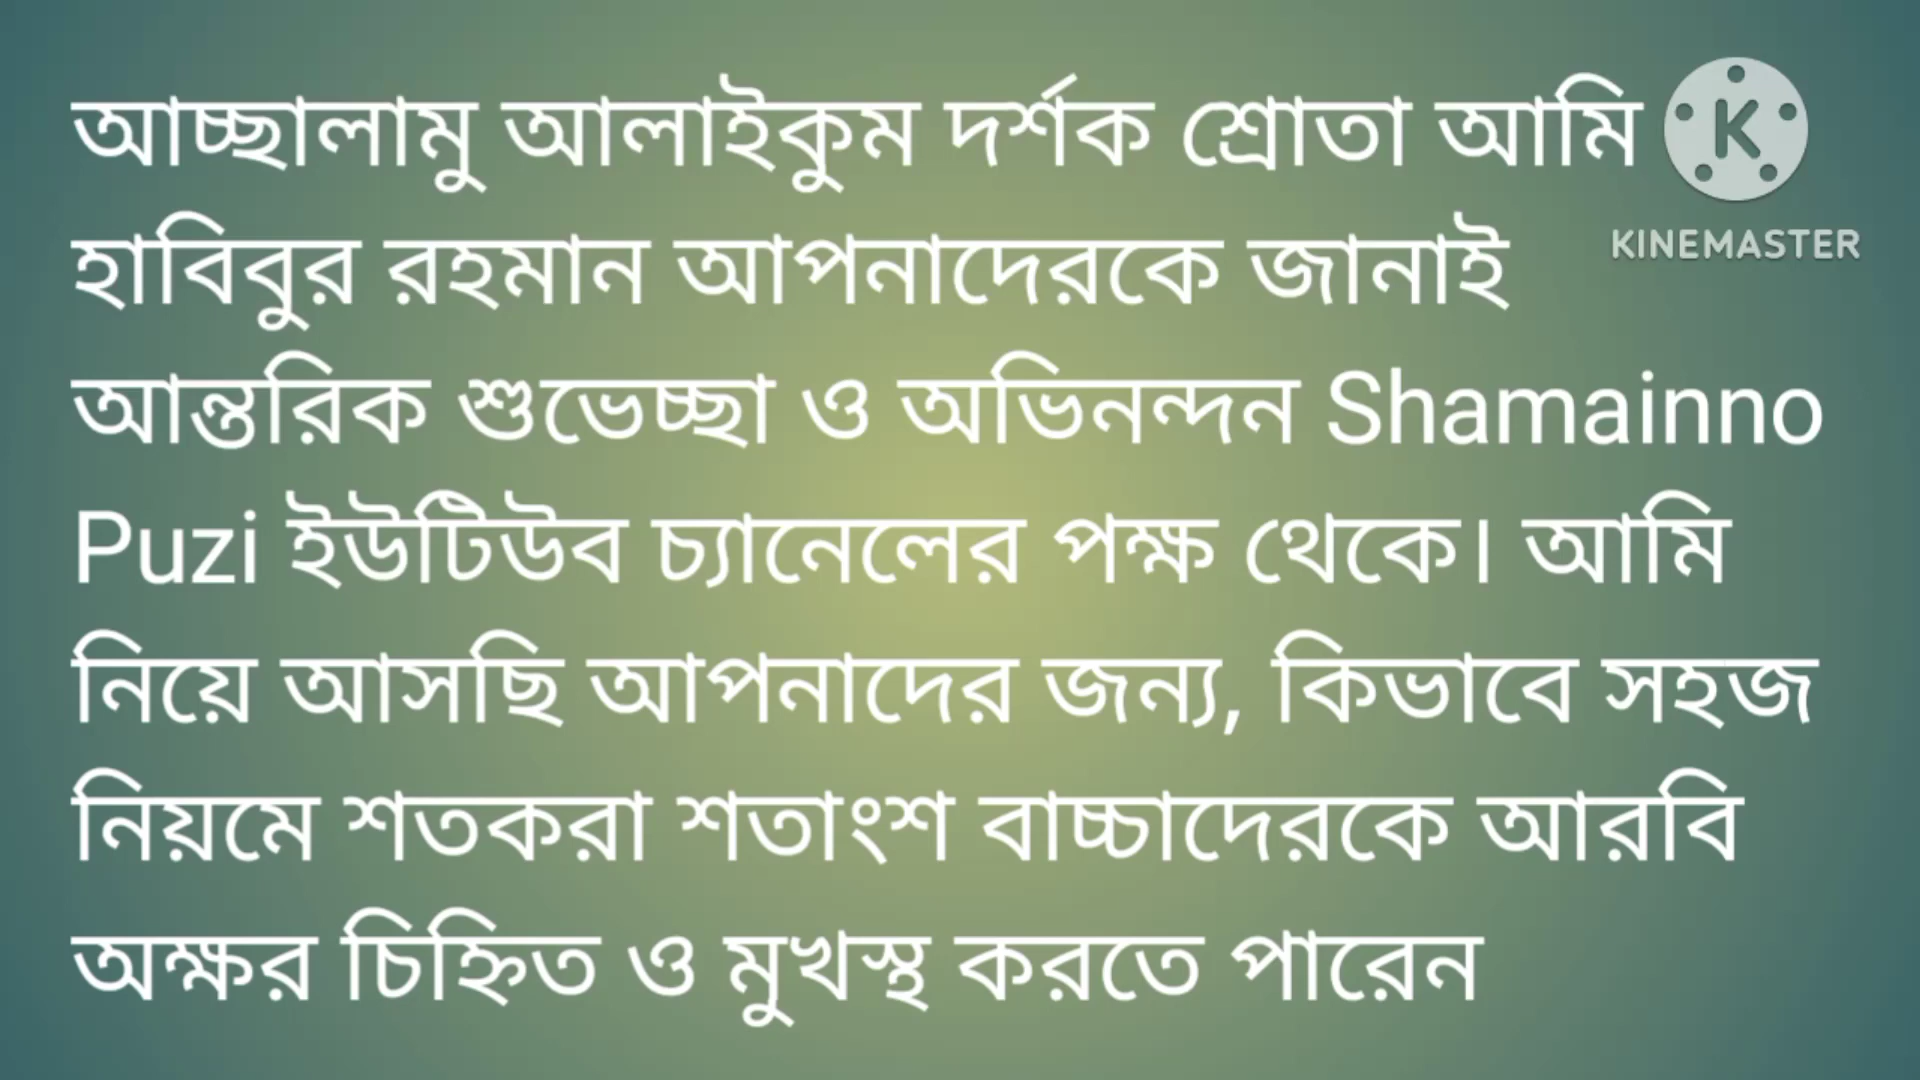 আচ্ছালামু আলাইকুম দর্শক শ্রোতা আমি
হাবিবুর রহমান আপনাদেরকে জানাই
আন্তরিক শুভেচ্ছা ও অভিনন্দন Shamainno
Puzi ইউটিউব চ্যানেলের পক্ষ থেকে। আমি
নিয়ে আসছি আপনাদের জন্য, কিভাবে সহজ
নিয়মে শতকরা শতাংশ বাচ্চাদেরকে আরবি
অক্ষর চিহ্নিত ও মুখস্থ করতে পারেন
K
KINEMASTER